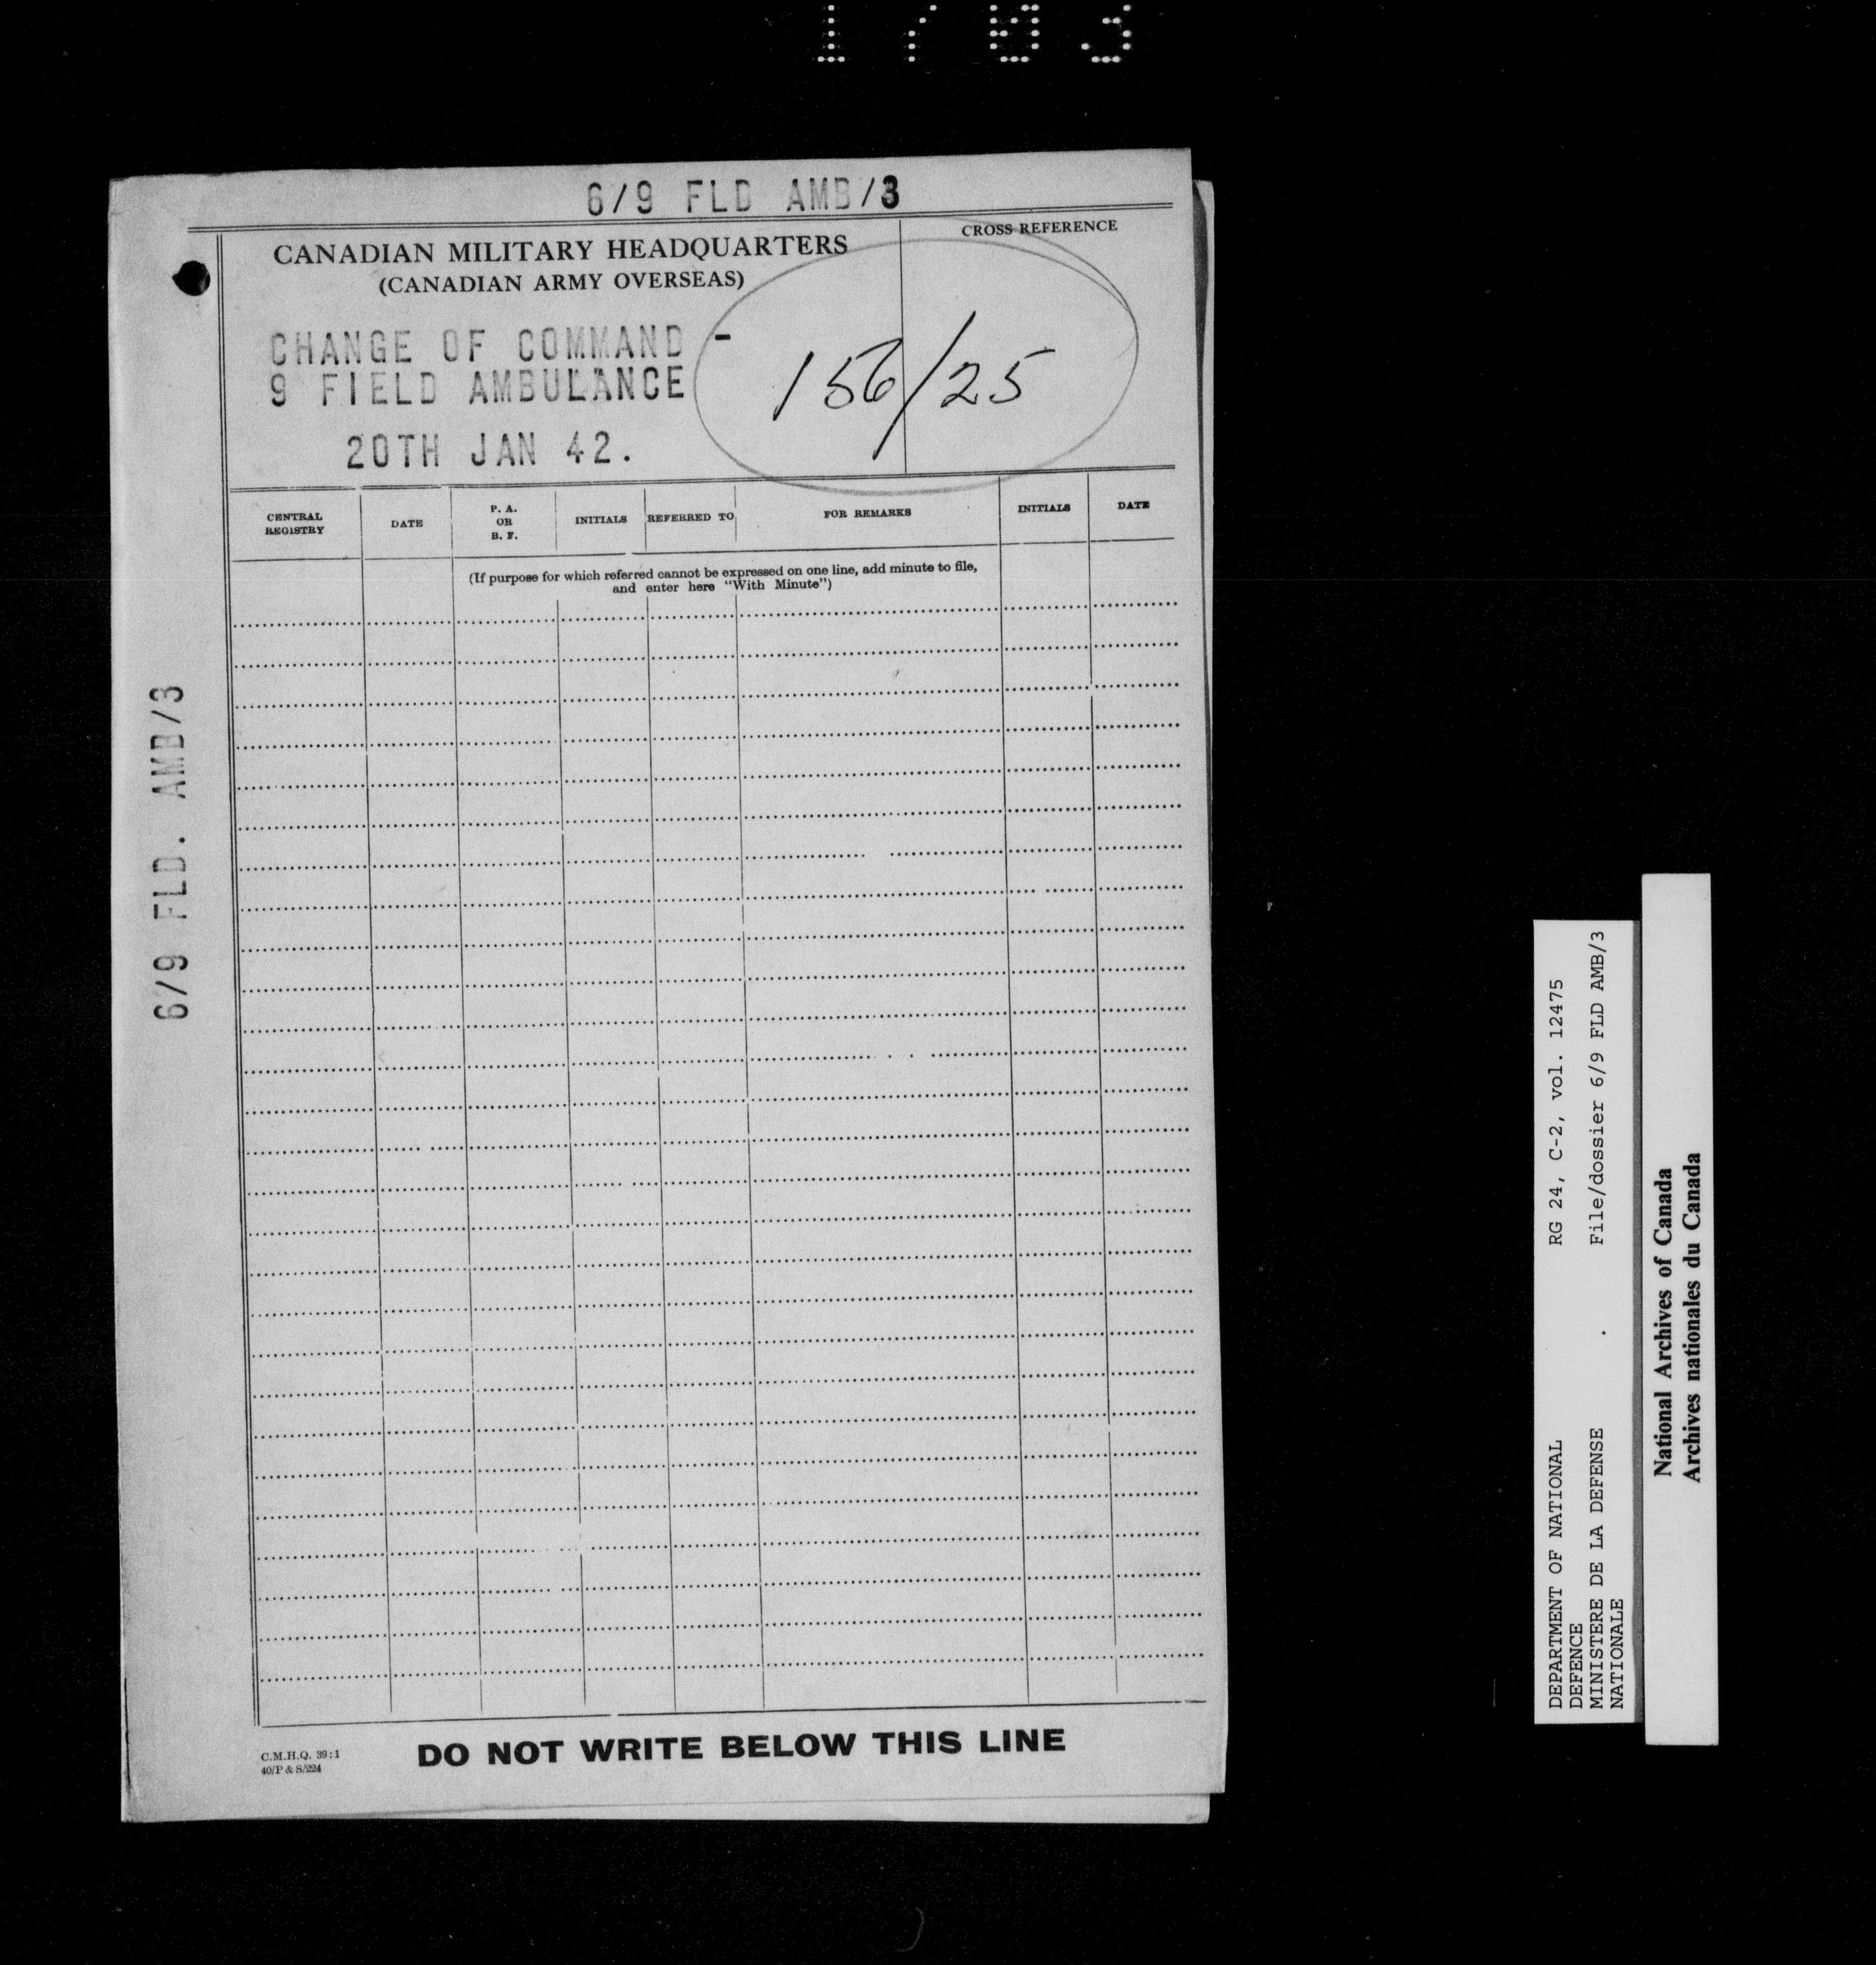 6/9 FLD AMB/3
CANADIAN MILITARY HEADQUARTERS
(CANADIAN ARMY OVERSEAS)
CROSS REFERENCE
CHANGE OF COMMAND -
9 FIELD AMBULANCE
20TH JAN 42.
156/25
CENTRAL REGISTRY
DATE
P. A. OR B. F.
INITIALS
REFERRED TO
FOR REMARKS
INITIALS
DATE
(If purpose for which referred cannot be expressed on one line, add minute to file,
and enter here "With Minute")
6/9 FLD. AMB/3
C.M.H.Q. 39:1
40/P & S/224
DO NOT WRITE BELOW THIS LINE
DEPARTMENT OF NATIONAL
DEFENCE
MINISTERE DE LA DEFENSE
NATIONALE
RG 24, C-2, vol. 12475
File/dossier 6/9 FLD AMB/3
National Archives of Canada
Archives nationales du Canada